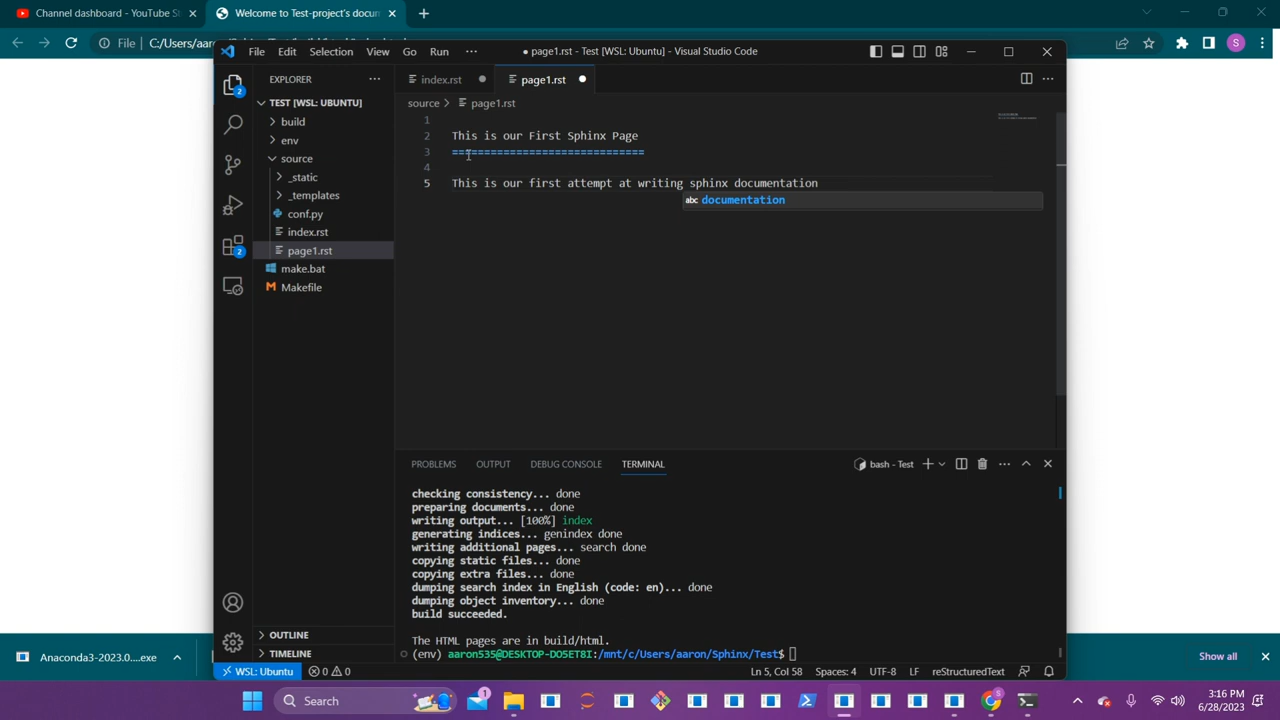 Channel dashboard - YouTube St
Welcome to Test-project's docum
File
C:/Users/aar
File Edit Selection View Go Run ···
● page1.rst - Test [WSL: Ubuntu] - Visual Studio Code
EXPLORER
index.rst
page1.rst
TEST [WSL: UBUNTU]
source > page1.rst
build
env
source
_static
_templates
conf.py
index.rst
page1.rst
make.bat
Makefile
1
2 This is our First Sphinx Page
3 ==============================
4
5 This is our first attempt at writing sphinx documentation
abc documentation
PROBLEMS OUTPUT DEBUG CONSOLE TERMINAL
bash - Test
checking consistency... done
preparing documents... done
writing output... [100%] index
generating indices... genindex done
writing additional pages... search done
copying static files... done
copying extra files... done
dumping search index in English (code: en)... done
dumping object inventory... done
build succeeded.
The HTML pages are in build/html.
(env) aaron535@DESKTOP-DO5ET8I:/mnt/c/Users/aaron/Sphinx/Test$
OUTLINE
TIMELINE
WSL: Ubuntu
0 0
Ln 5, Col 58 Spaces: 4 UTF-8 LF reStructuredText
Anaconda3-2023.0....exe
Show all
Search
3:16 PM
6/28/2023